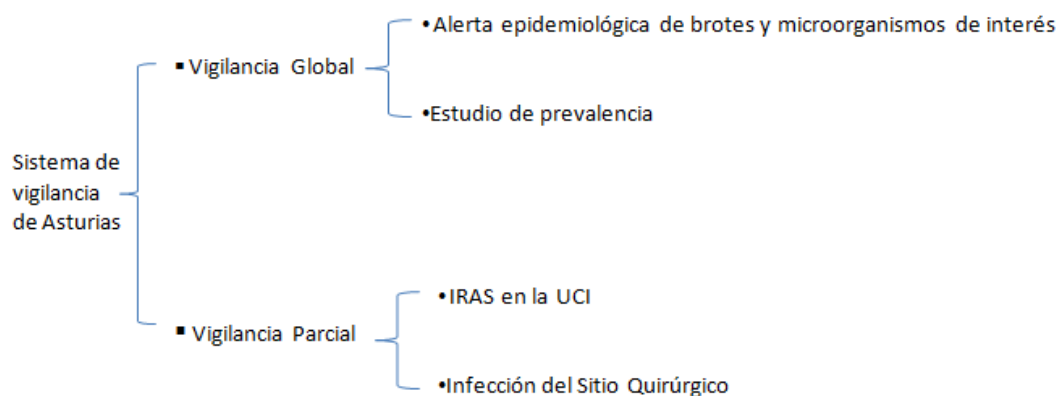 •Alerta epidemiológica de brotes y microorganismos de interés
▪ Vigilancia Global
•Estudio de prevalencia
Sistema de
vigilancia
de Asturias
•IRAS en la UCI
▪ Vigilancia Parcial
•Infección del Sitio Quirúrgico